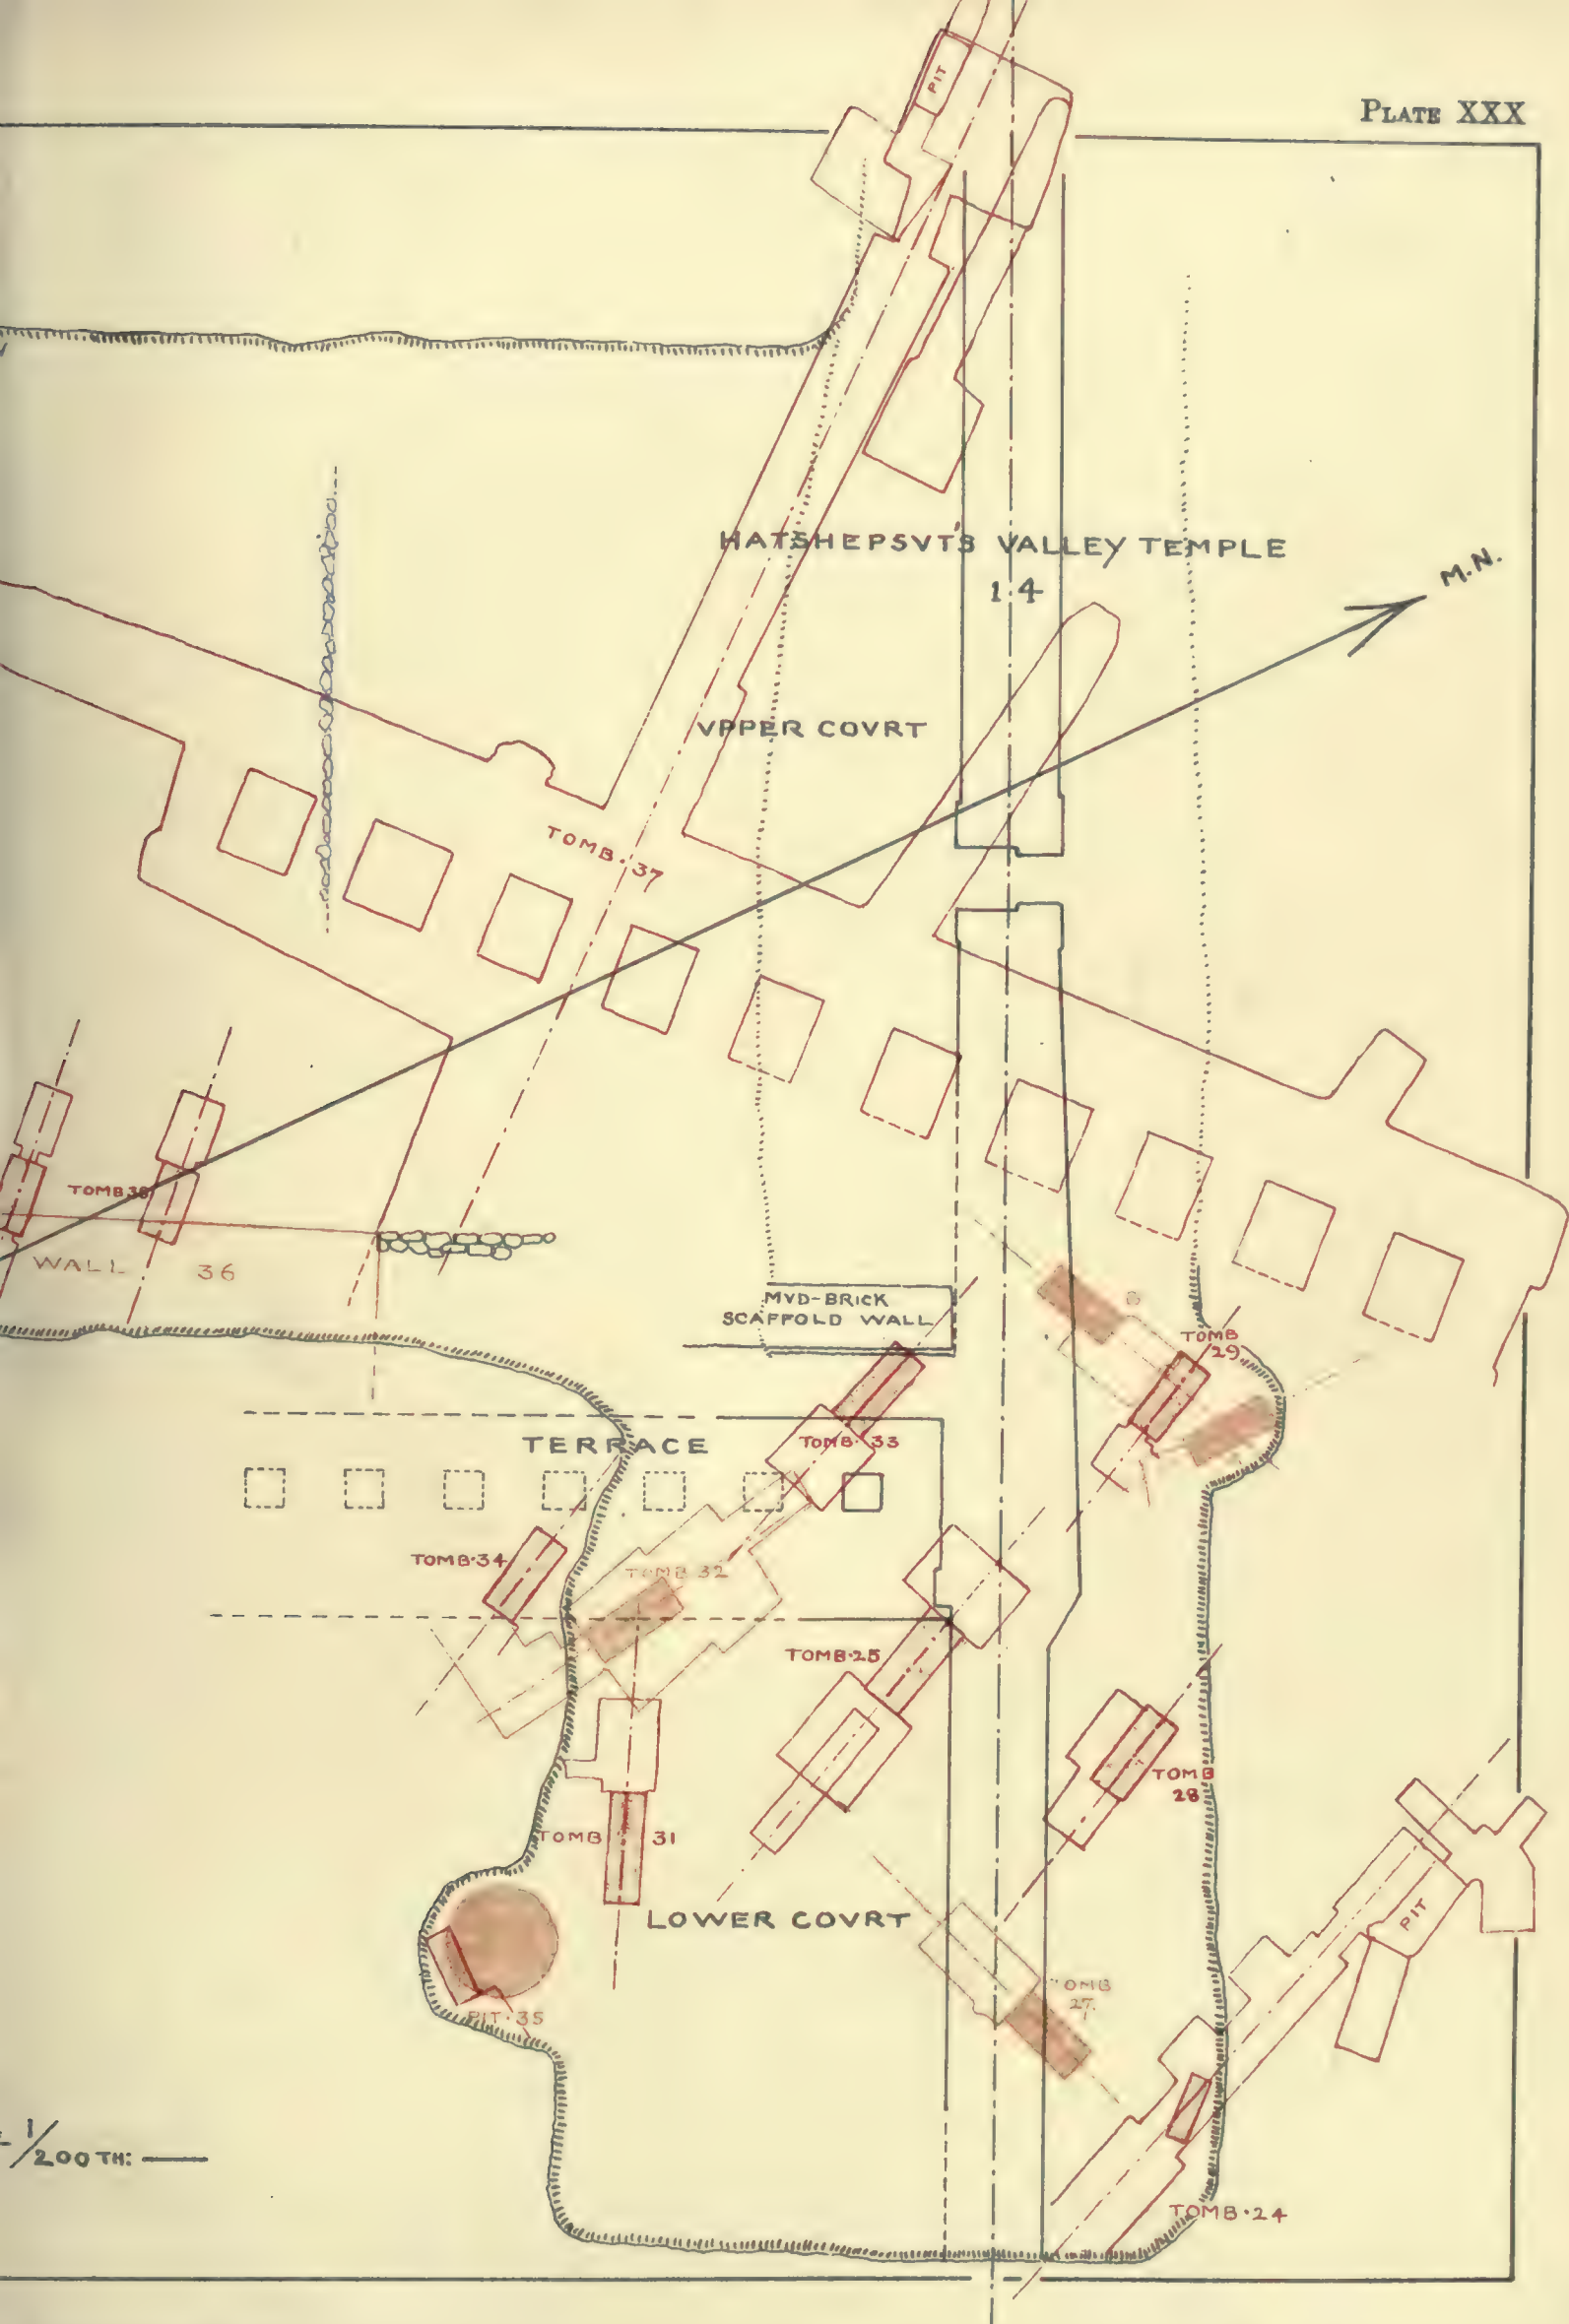 PLATE XXX
PIT
HATSHEPSVT'S VALLEY TEMPLE
14
M.N.
VPPER COVRT
TOMB·37
TOMB 38
WALL 36
MVD-BRICK
SCAFFOLD WALL
TOMB
29
TERRACE
TOMB·33
TOMB·34
TOMB 32
TOMB·25
TOMB
28
TOMB 31
LOWER COVRT
PIT
TOMB
27
PIT·35
1/200TH:
TOMB·24